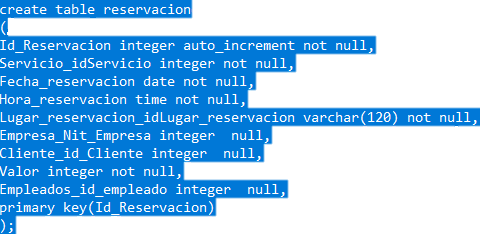 create table reservacion
(
Id_Reservacion integer auto_increment not null,
Servicio_idServicio integer not null,
Fecha_reservacion date not null,
Hora_reservacion time not null,
Lugar_reservacion_idLugar_reservacion varchar(120) not null,
Empresa_Nit_Empresa integer  null,
Cliente_id_Cliente integer  null,
Valor integer not null,
Empleados_id_empleado integer  null,
primary key(Id_Reservacion)
);